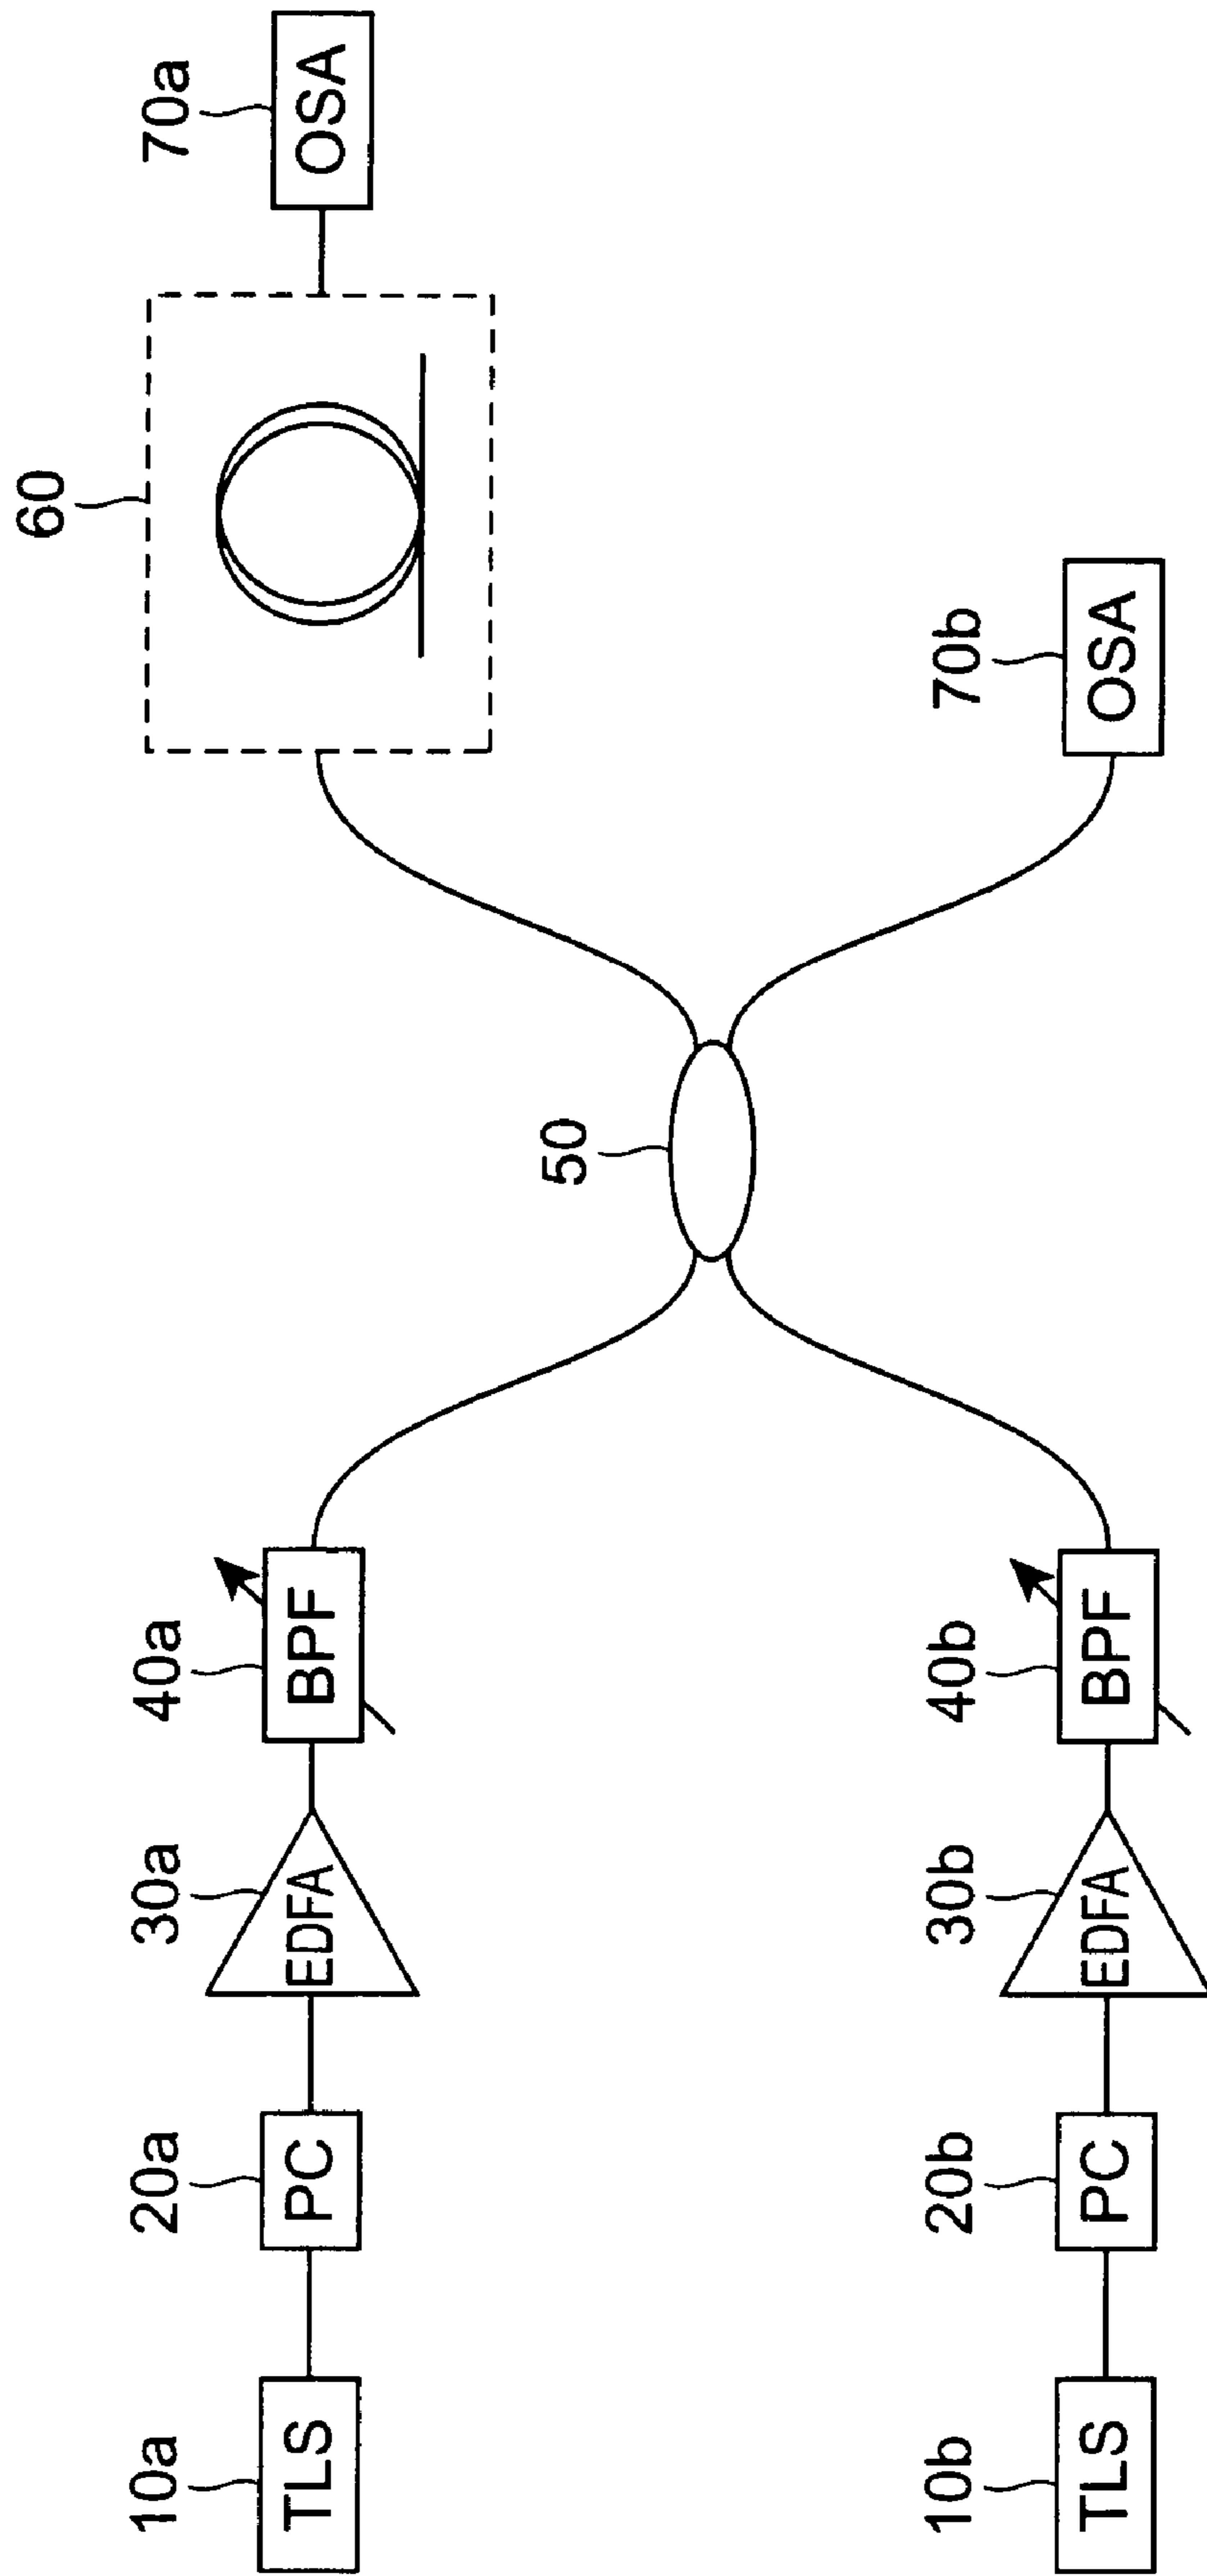 10a
20a
30a
40a
TLS
PC
EDFA
BPF
50
60
70a
OSA
10b
20b
30b
40b
TLS
PC
EDFA
BPF
70b
OSA